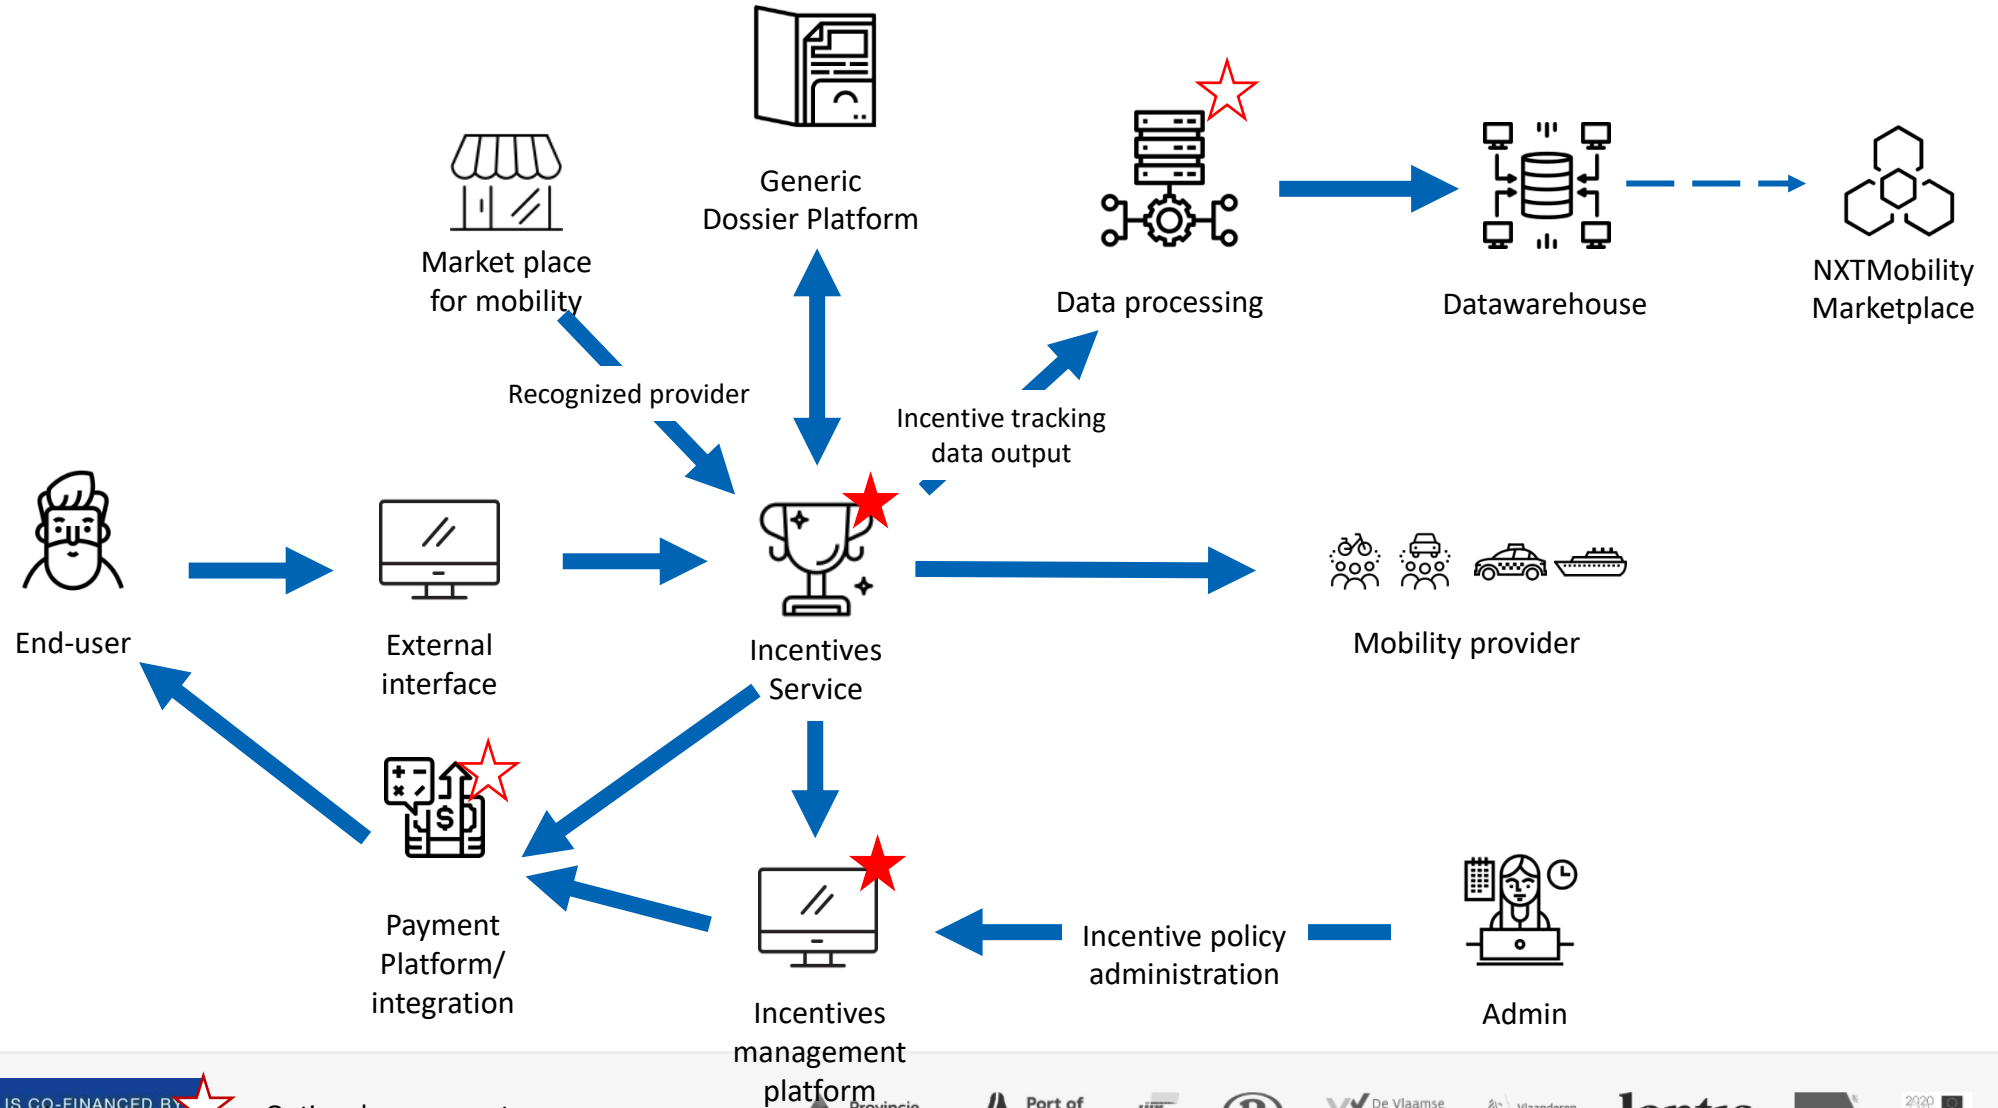 Generic
Dossier Platform
Market place
for mobility
Data processing
Datawarehouse
NXTMobility
Marketplace
Recognized provider
Incentive tracking
data output
End-user
External
interface
Incentives
Service
Mobility provider
$
Payment
Platform/
integration
Incentive policy
administration
Admin
Incentives
management
platform
IS CO-FINANCED BY
Port of
De Vlaamse
Vlaanderen
2020